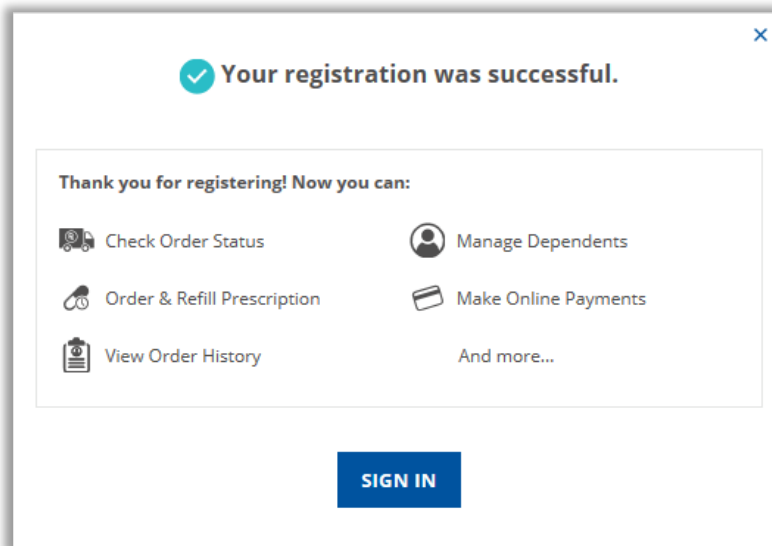 Your registration was successful.
Thank you for registering! Now you can:
Check Order Status
Manage Dependents
Order & Refill Prescription
Make Online Payments
View Order History
And more...
SIGN IN